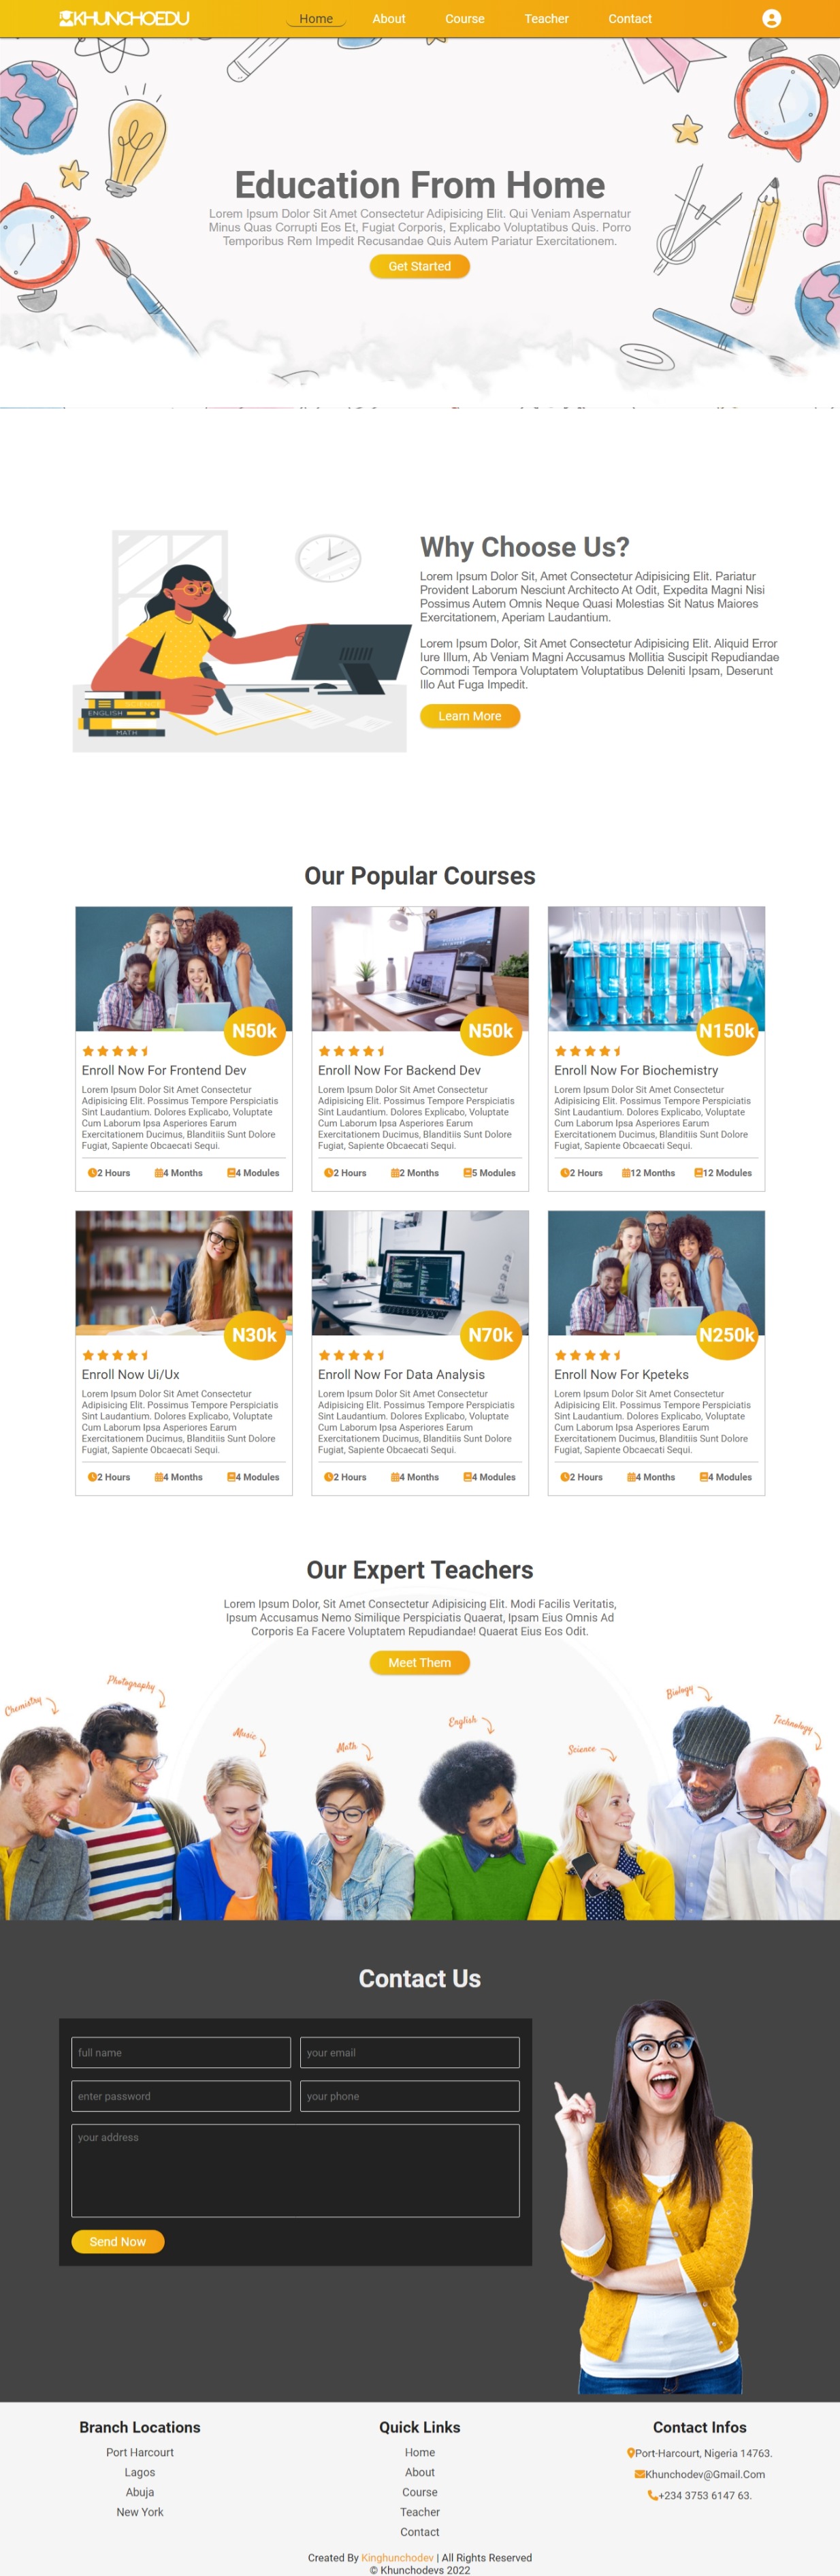 KHUNCHOEDU
Home
About
Course
Teacher
Contact
Education From Home
Lorem Ipsum Dolor Sit Amet Consectetur Adipisicing Elit. Qui Veniam Aspernatur
Minus Quas Corrupti Eos Et, Fugiat Corporis, Explicabo Voluptatibus Quis. Porro
Temporibus Rem Impedit Recusandae Quis Autem Pariatur Exercitationem.
Get Started
Why Choose Us?
Lorem Ipsum Dolor Sit, Amet Consectetur Adipisicing Elit. Pariatur
Provident Laborum Nesciunt Architecto At Odit, Expedita Magni Nisi
Possimus Autem Omnis Neque Quasi Molestias Sit Natus Maiores
Exercitationem, Aperiam Laudantium.
Lorem Ipsum Dolor, Sit Amet Consectetur Adipisicing Elit. Aliquid Error
Iure Illum, Ab Veniam Magni Accusamus Mollitia Suscipit Repudiandae
Commodi Tempora Voluptatem Voluptatibus Deleniti Ipsam, Deserunt
Illo Aut Fuga Impedit.
Learn More
SCIENCE
ENGLISH
MATH
Our Popular Courses
N50k
Enroll Now For Frontend Dev
Lorem Ipsum Dolor Sit Amet Consectetur
Adipisicing Elit. Possimus Tempore Perspiciatis
Sint Laudantium. Dolores Explicabo, Voluptate
Cum Laborum Ipsa Asperiores Earum
Exercitationem Ducimus, Blanditiis Sunt Dolore
Fugiat, Sapiente Obcaecati Sequi.
2 Hours
4 Months
4 Modules
N50k
Enroll Now For Backend Dev
Lorem Ipsum Dolor Sit Amet Consectetur
Adipisicing Elit. Possimus Tempore Perspiciatis
Sint Laudantium. Dolores Explicabo, Voluptate
Cum Laborum Ipsa Asperiores Earum
Exercitationem Ducimus, Blanditiis Sunt Dolore
Fugiat, Sapiente Obcaecati Sequi.
2 Hours
2 Months
5 Modules
N150k
Enroll Now For Biochemistry
Lorem Ipsum Dolor Sit Amet Consectetur
Adipisicing Elit. Possimus Tempore Perspiciatis
Sint Laudantium. Dolores Explicabo, Voluptate
Cum Laborum Ipsa Asperiores Earum
Exercitationem Ducimus, Blanditiis Sunt Dolore
Fugiat, Sapiente Obcaecati Sequi.
2 Hours
12 Months
12 Modules
N30k
Enroll Now Ui/Ux
Lorem Ipsum Dolor Sit Amet Consectetur
Adipisicing Elit. Possimus Tempore Perspiciatis
Sint Laudantium. Dolores Explicabo, Voluptate
Cum Laborum Ipsa Asperiores Earum
Exercitationem Ducimus, Blanditiis Sunt Dolore
Fugiat, Sapiente Obcaecati Sequi.
2 Hours
4 Months
4 Modules
N70k
Enroll Now For Data Analysis
Lorem Ipsum Dolor Sit Amet Consectetur
Adipisicing Elit. Possimus Tempore Perspiciatis
Sint Laudantium. Dolores Explicabo, Voluptate
Cum Laborum Ipsa Asperiores Earum
Exercitationem Ducimus, Blanditiis Sunt Dolore
Fugiat, Sapiente Obcaecati Sequi.
2 Hours
4 Months
4 Modules
N250k
Enroll Now For Kpeteks
Lorem Ipsum Dolor Sit Amet Consectetur
Adipisicing Elit. Possimus Tempore Perspiciatis
Sint Laudantium. Dolores Explicabo, Voluptate
Cum Laborum Ipsa Asperiores Earum
Exercitationem Ducimus, Blanditiis Sunt Dolore
Fugiat, Sapiente Obcaecati Sequi.
2 Hours
4 Months
4 Modules
Our Expert Teachers
Lorem Ipsum Dolor, Sit Amet Consectetur Adipisicing Elit. Modi Facilis Veritatis,
Ipsum Accusamus Nemo Similique Perspiciatis Quaerat, Ipsam Eius Omnis Ad
Corporis Ea Facere Voluptatem Repudiandae! Quaerat Eius Eos Odit.
Meet Them
Chemistry
Photography
Music
Math
English
Science
Biology
Technology
Contact Us
full name
your email
enter password
your phone
your address
Send Now
Branch Locations
Port Harcourt
Lagos
Abuja
New York
Quick Links
Home
About
Course
Teacher
Contact
Contact Infos
Port-Harcourt, Nigeria 14763.
Khunchodev@Gmail.Com
+234 3753 6147 63.
Created By Kinghunchodev | All Rights Reserved
© Khunchodevs 2022